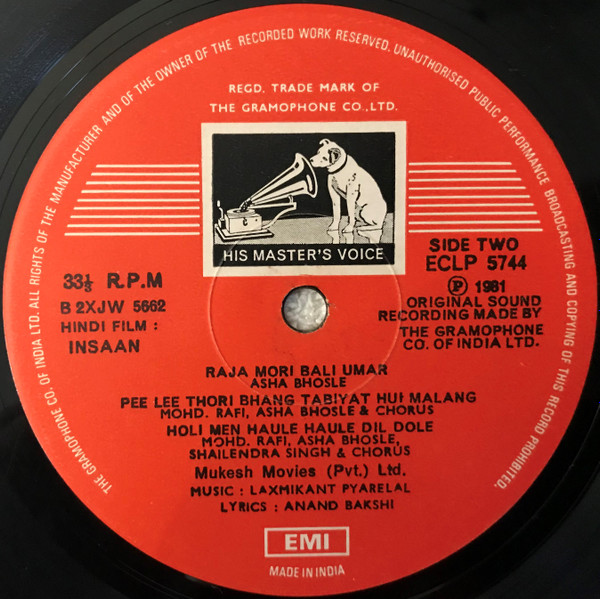 THE GRAMOPHONE CO. OF INDIA LTD. ALL RIGHTS OF THE MANUFACTURER AND OF THE OWNER OF THE RECORDED WORK RESERVED. UNAUTHORISED PUBLIC PERFORMANCE BROADCASTING AND COPYING OF THIS RECORD PROHIBITED.
REGD. TRADE MARK OF
THE GRAMOPHONE CO., LTD.
HIS MASTER'S VOICE
33⅓ R.P.M
B 2XJW 5662
HINDI FILM :
INSAAN
SIDE TWO
ECLP 5744
Ⓟ 1981
ORIGINAL SOUND
RECORDING MADE BY
THE GRAMOPHONE
CO. OF INDIA LTD.
RAJA MORI BALI UMAR
ASHA BHOSLE
PEE LEE THORI BHANG TABIYAT HUI MALANG
MOHD. RAFI, ASHA BHOSLE & CHORUS
HOLI MEN HAULE HAULE DIL DOLE
MOHD. RAFI, ASHA BHOSLE,
SHAILENDRA SINGH & CHORUS
Mukesh Movies (Pvt.) Ltd.
MUSIC : LAXMIKANT PYARELAL
LYRICS : ANAND BAKSHI
EMI
MADE IN INDIA